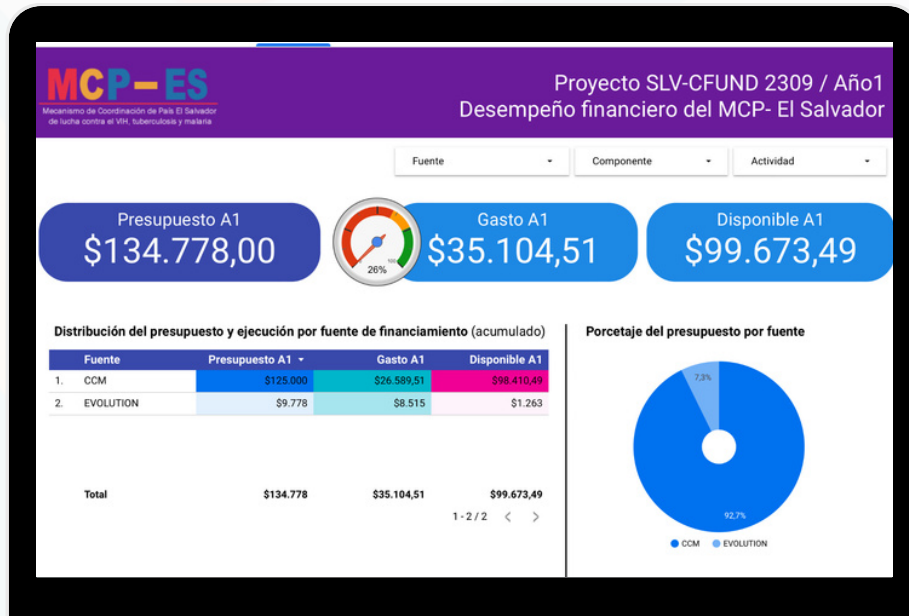 MCP-ES
Mecanismo de Coordinación de País El Salvador
de lucha contra el VIH, tuberculosis y malaria
Proyecto SLV-CFUND 2309 / Año1
Desempeño financiero del MCP- El Salvador
Fuente
Componente
Actividad
Presupuesto A1
$134.778,00
26%
100
Gasto A1
$35.104,51
Disponible A1
$99.673,49
Distribución del presupuesto y ejecución por fuente de financiamiento (acumulado)
Fuente Presupuesto A1 Gasto A1 Disponible A1
1. CCM $125.000 $26.589,51 $98.410,49
2. EVOLUTION $9.778 $8.515 $1.263
Total $134.778 $35.104,51 $99.673,49
1 - 2 / 2 < >
Porcetaje del presupuesto por fuente
7,3%
92,7%
CCM EVOLUTION